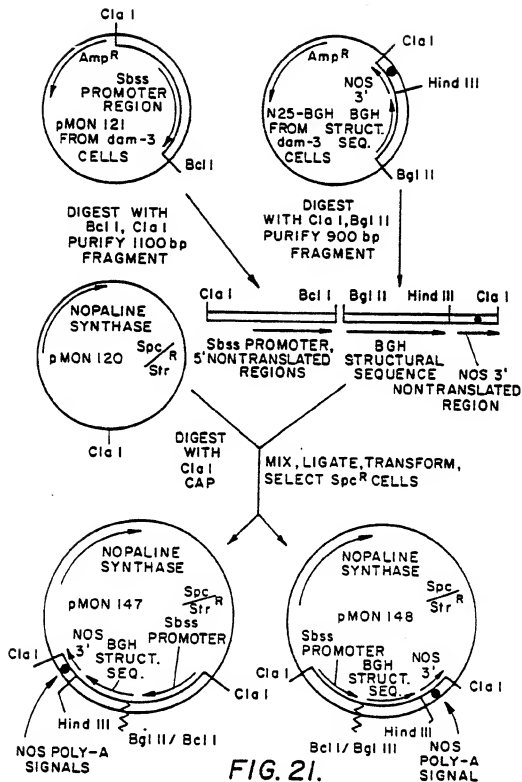 Cla I
Amp R
Sbss
PROMOTER
REGION
pMON 121
FROM dam-3
CELLS
Bcl I
Cla I
Amp R
NOS
3'
Hind III
N25-BGH BGH
FROM STRUCT.
dam-3 SEQ.
CELLS
Bgl II
DIGEST WITH
Bcl I, Cla I
PURIFY 1100 bp
FRAGMENT
DIGEST
WITH Cla I, Bgl II
PURIFY 900 bp
FRAGMENT
Cla I Bcl I Bgl II Hind III Cla I
Sbss PROMOTER,
5' NONTRANSLATED
REGIONS
BGH
STRUCTURAL
SEQUENCE
NOS 3'
NONTRANSLATED
REGION
NOPALINE
SYNTHASE
pMON 120
Spc/Str R
Cla I
DIGEST
WITH
Cla I
CAP
MIX, LIGATE, TRANSFORM,
SELECT Spc R CELLS
NOPALINE
SYNTHASE
pMON 147
Spc/Str R
Sbss
PROMOTER
NOS
3'
BGH
STRUCT.
SEQ.
Cla I
Cla I
Hind III
Bgl II/ Bcl I
NOS POLY-A
SIGNALS
NOPALINE
SYNTHASE
Spc/Str R
pMON 148
Sbss
PROMOTER
BGH
STRUCT.
SEQ.
NOS
3'
Cla I
Cla I
Hind III
Bcl I/ Bgl III
NOS
POLY-A
SIGNAL
FIG. 21.